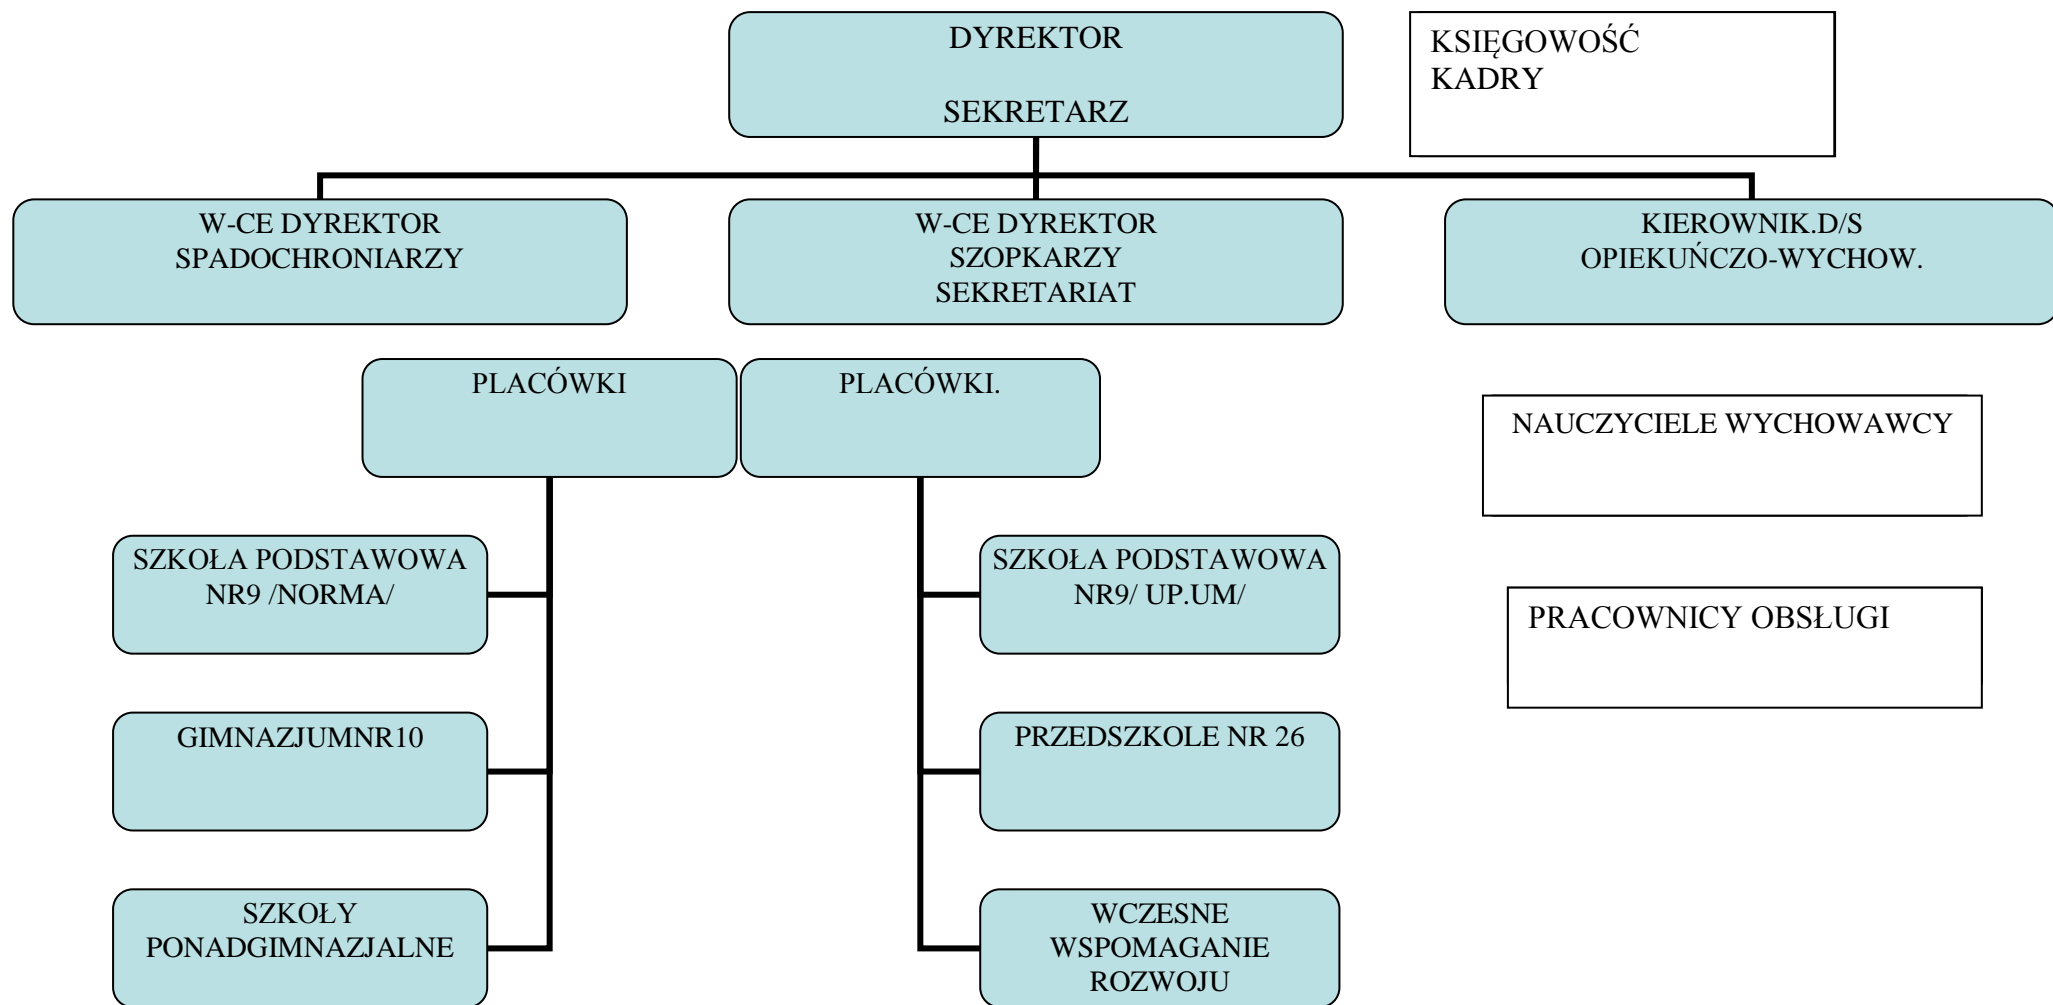 DYREKTOR
SEKRETARZ
KSIĘGOWOŚĆ
KADRY
W-CE DYREKTOR
SPADOCHRONIARZY
W-CE DYREKTOR
SZOPKARZY
SEKRETARIAT
KIEROWNIK.D/S
OPIEKUŃCZO-WYCHOW.
PLACÓWKI
PLACÓWKI.
NAUCZYCIELE WYCHOWAWCY
SZKOŁA PODSTAWOWA
NR9 /NORMA/
SZKOŁA PODSTAWOWA
NR9/ UP.UM/
PRACOWNICY OBSŁUGI
GIMNAZJUMNR10
PRZEDSZKOLE NR 26
SZKOŁY
PONADGIMNAZJALNE
WCZESNE
WSPOMAGANIE
ROZWOJU